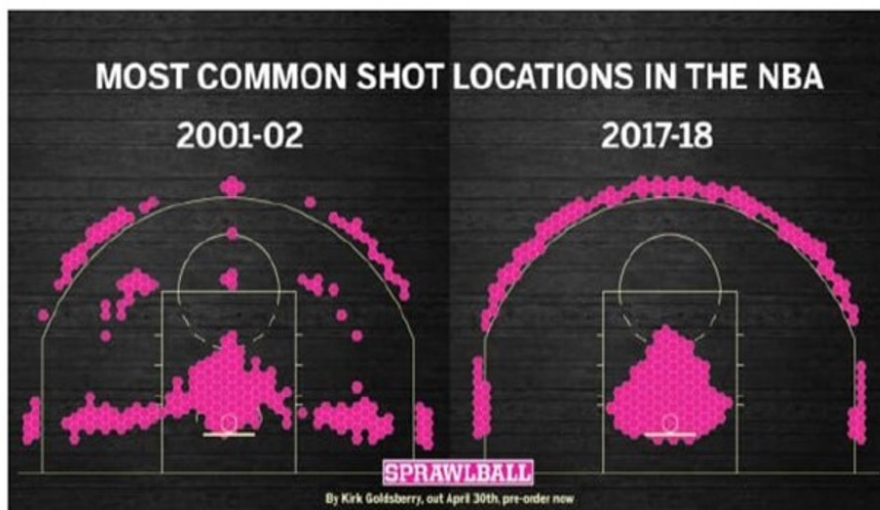 MOST COMMON SHOT LOCATIONS IN THE NBA
2001-02
2017-18
SPRAWLBALL
By Kirk Goldsberry, out April 30th, pre-order now